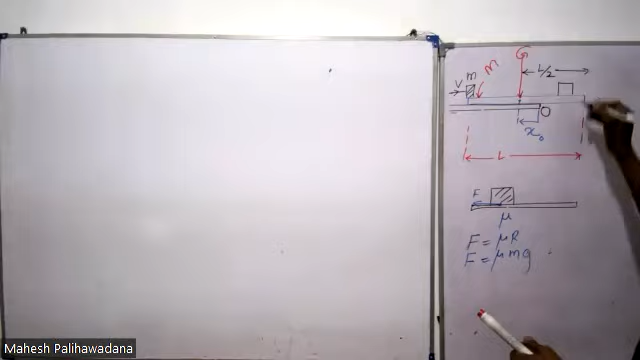 G
L/2
m
M
V
O
x₀
L
F
μ
F = μR
F = μmg
Mahesh Palihawadana